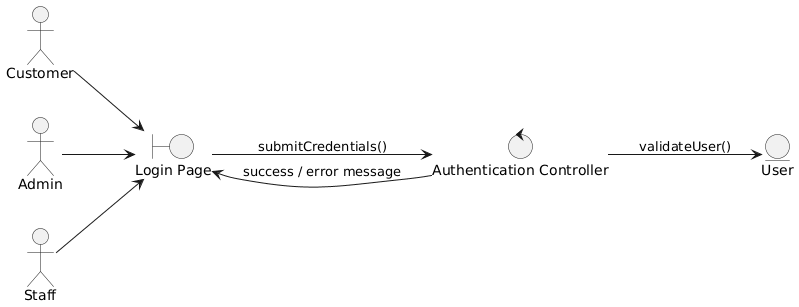 Customer
Admin
Staff
Login Page
submitCredentials()
success / error message
Authentication Controller
validateUser()
User